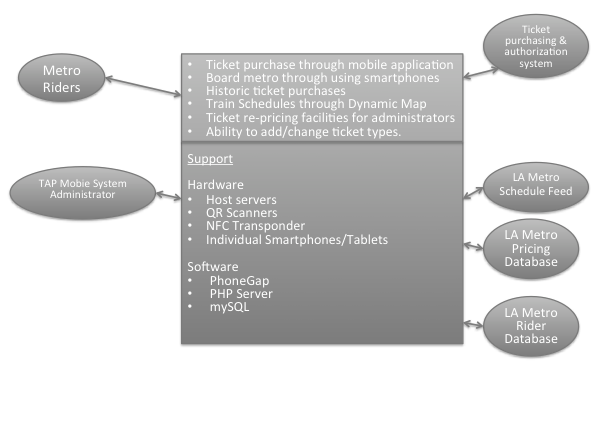 Metro
Riders
TAP Mobie System
Administrator
• Ticket purchase through mobile application
• Board metro through using smartphones
• Historic ticket purchases
• Train Schedules through Dynamic Map
• Ticket re-pricing facilities for administrators
• Ability to add/change ticket types.
Support
Hardware
• Host servers
• QR Scanners
• NFC Transponder
• Individual Smartphones/Tablets
Software
• PhoneGap
• PHP Server
• mySQL
Ticket
purchasing &
authorization
system
LA Metro
Schedule Feed
LA Metro
Pricing
Database
LA Metro
Rider
Database